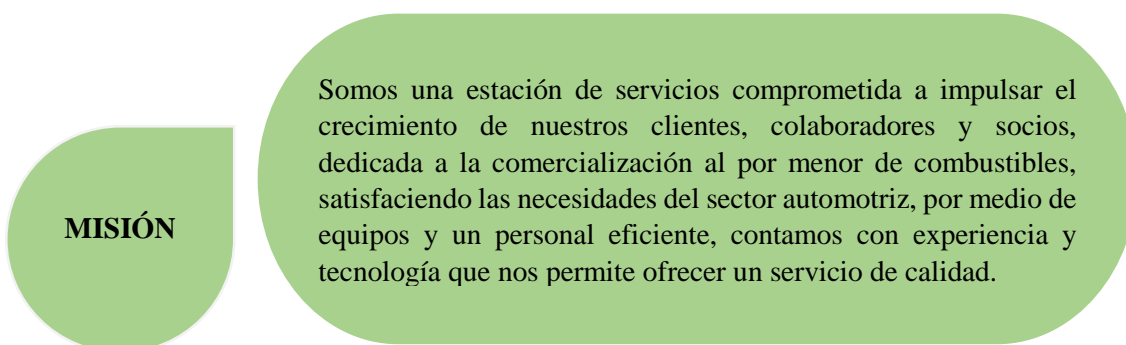 MISIÓN
Somos una estación de servicios comprometida a impulsar el
crecimiento de nuestros clientes, colaboradores y socios,
dedicada a la comercialización al por menor de combustibles,
satisfaciendo las necesidades del sector automotriz, por medio de
equipos y un personal eficiente, contamos con experiencia y
tecnología que nos permite ofrecer un servicio de calidad.